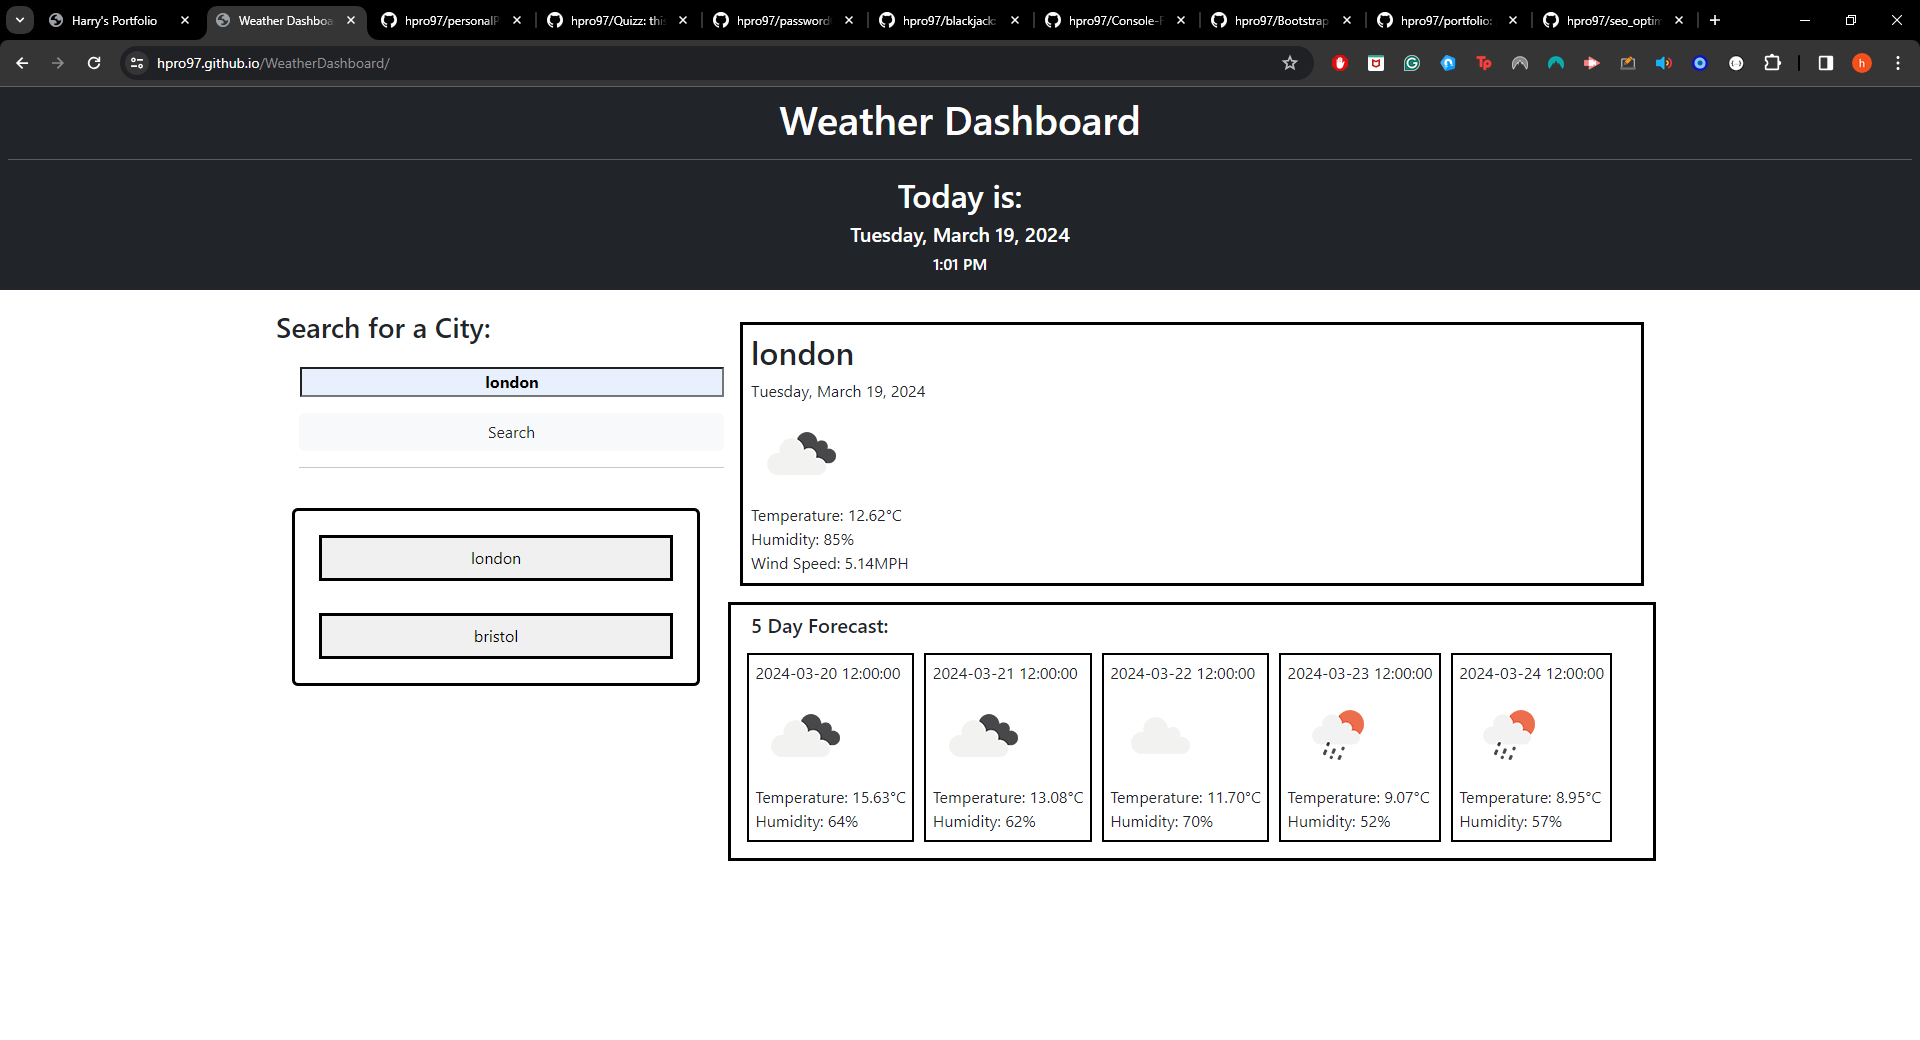 Harry's Portfolio
Weather Dashboa
hpro97/personalP
hpro97/Quizz: this
hpro97/password
hpro97/blackjack:
hpro97/Console-F
hpro97/Bootstrap
hpro97/portfolio:
hpro97/seo_optim
hpro97.github.io/WeatherDashboard/
Tp
h
Weather Dashboard
Today is:
Tuesday, March 19, 2024
1:01 PM
Search for a City:
london
Search
london
bristol
london
Tuesday, March 19, 2024
Temperature: 12.62°C
Humidity: 85%
Wind Speed: 5.14MPH
5 Day Forecast:
2024-03-20 12:00:00
Temperature: 15.63°C
Humidity: 64%
2024-03-21 12:00:00
Temperature: 13.08°C
Humidity: 62%
2024-03-22 12:00:00
Temperature: 11.70°C
Humidity: 70%
2024-03-23 12:00:00
Temperature: 9.07°C
Humidity: 52%
2024-03-24 12:00:00
Temperature: 8.95°C
Humidity: 57%